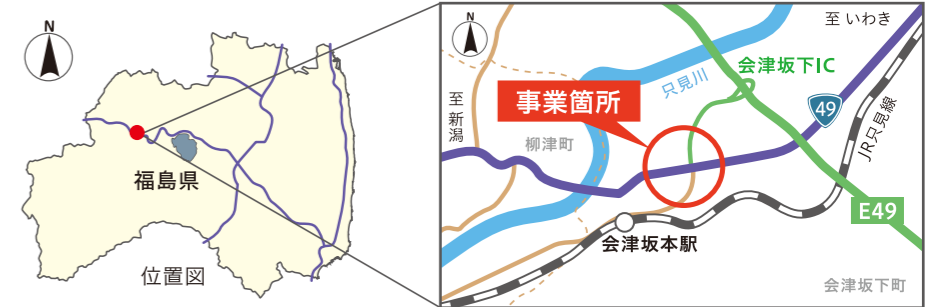 N
福島県
位置図
N
至 いわき
会津坂下IC
只見川
事業箇所
49
至新潟
柳津町
JR只見線
E49
会津坂本駅
会津坂下町